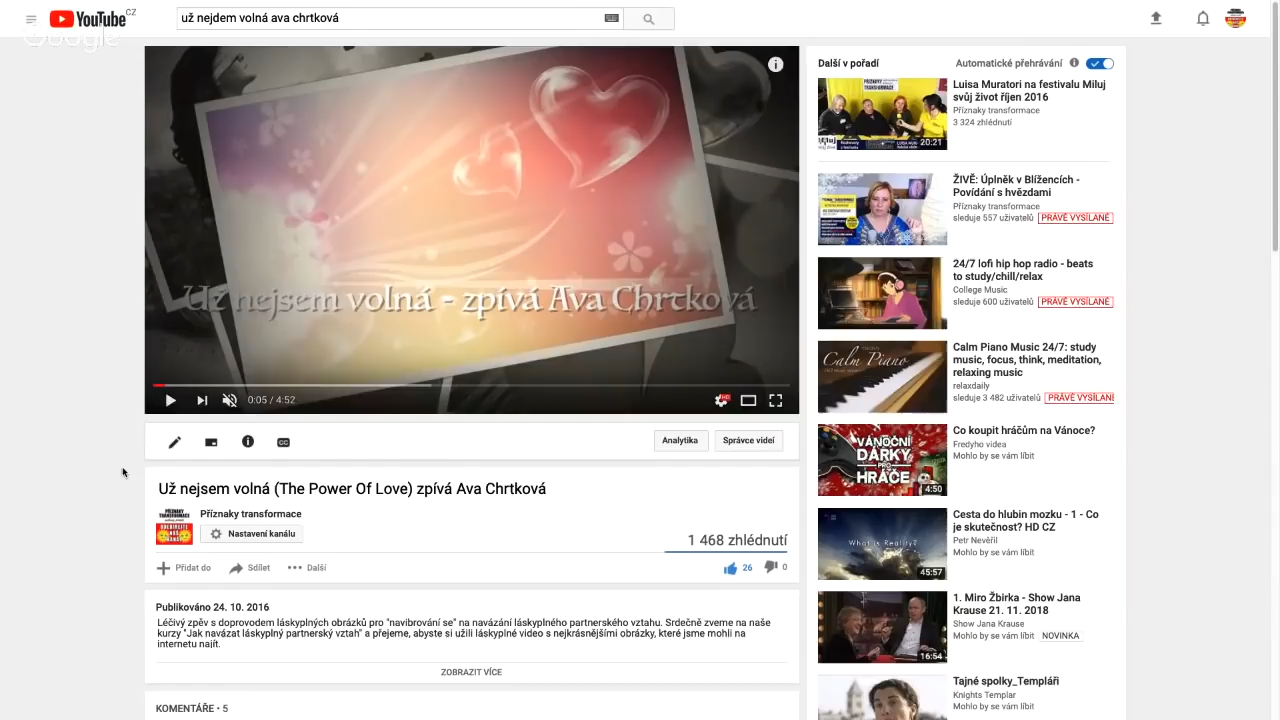 YouTube CZ
už nejdem volná ava chrtková
Google
Už nejsem volná - zpívá Ava Chrtková
0:05 / 4:52
HD
CC
Analytika
Správce videí
Už nejsem volná (The Power Of Love) zpívá Ava Chrtková
PŘÍZNAKY
TRANSFORMACE
Příznaky transformace
Nastavení kanálu
1 468 zhlédnutí
Přidat do
Sdílet
Další
26
0
Publikováno 24. 10. 2016
Léčivý zpěv s doprovodem láskyplných obrázků pro "navibrování se" na navázání láskyplného partnerského vztahu. Srdečně zveme na naše
kurzy "Jak navázat láskyplný partnerský vztah" a přejeme, abyste si užili láskyplné video s nejkrásnějšími obrázky, které jsme mohli na
internetu najít.
ZOBRAZIT VÍCE
KOMENTÁŘE • 5
Další v pořadí
Automatické přehrávání
PŘÍZNAKY
TRANSFORMACE
20:21
Luisa Muratori na festivalu Miluj
svůj život říjen 2016
Příznaky transformace
3 324 zhlédnutí
ŽIVĚ: Úplněk v Blížencích -
Povídání s hvězdami
Příznaky transformace
sleduje 557 uživatelů PRÁVĚ VYSÍLANÉ
24/7 lofi hip hop radio - beats
to study/chill/relax
College Music
sleduje 600 uživatelů PRÁVĚ VYSÍLANÉ
Calm Piano
Calm Piano Music 24/7: study
music, focus, think, meditation,
relaxing music
relaxdaily
sleduje 3 482 uživatelů PRÁVĚ VYSÍLANÉ
VÁNOČNÍ
DÁRKY
PRO
HRÁČE
4:50
Co koupit hráčům na Vánoce?
Fredyho videa
Mohlo by se vám líbit
What is Reality?
45:57
Cesta do hlubin mozku - 1 - Co
je skutečnost? HD CZ
Petr Nevěřil
Mohlo by se vám líbit
16:54
1. Miro Žbirka - Show Jana
Krause 21. 11. 2018
Show Jana Krause
Mohlo by se vám líbit NOVINKA
Tajné spolky_Templáři
Knights Templar
Mohlo by se vám líbit